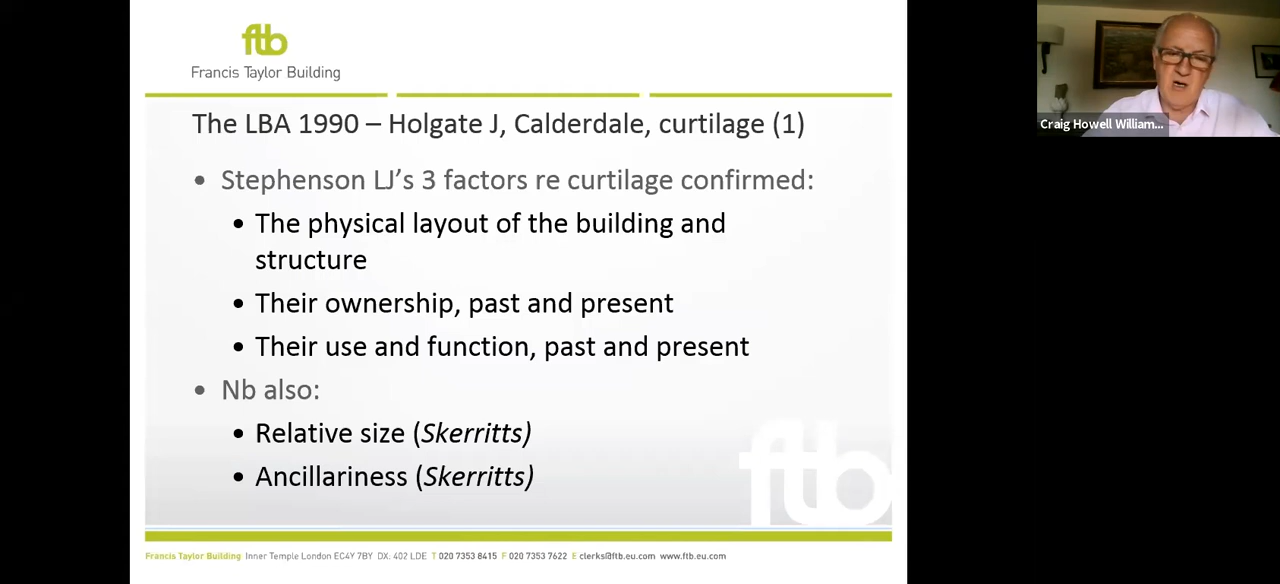 ftb
Francis Taylor Building
The LBA 1990 – Holgate J, Calderdale, curtilage (1)
• Stephenson LJ’s 3 factors re curtilage confirmed:
• The physical layout of the building and
structure
• Their ownership, past and present
• Their use and function, past and present
• Nb also:
• Relative size (Skerritts)
• Ancillariness (Skerritts)
ftb
Francis Taylor Building Inner Temple London EC4Y 7BY DX: 402 LDE T 020 7353 8415 F 020 7353 7622 E clerks@ftb.eu.com www.ftb.eu.com
Craig Howell William...